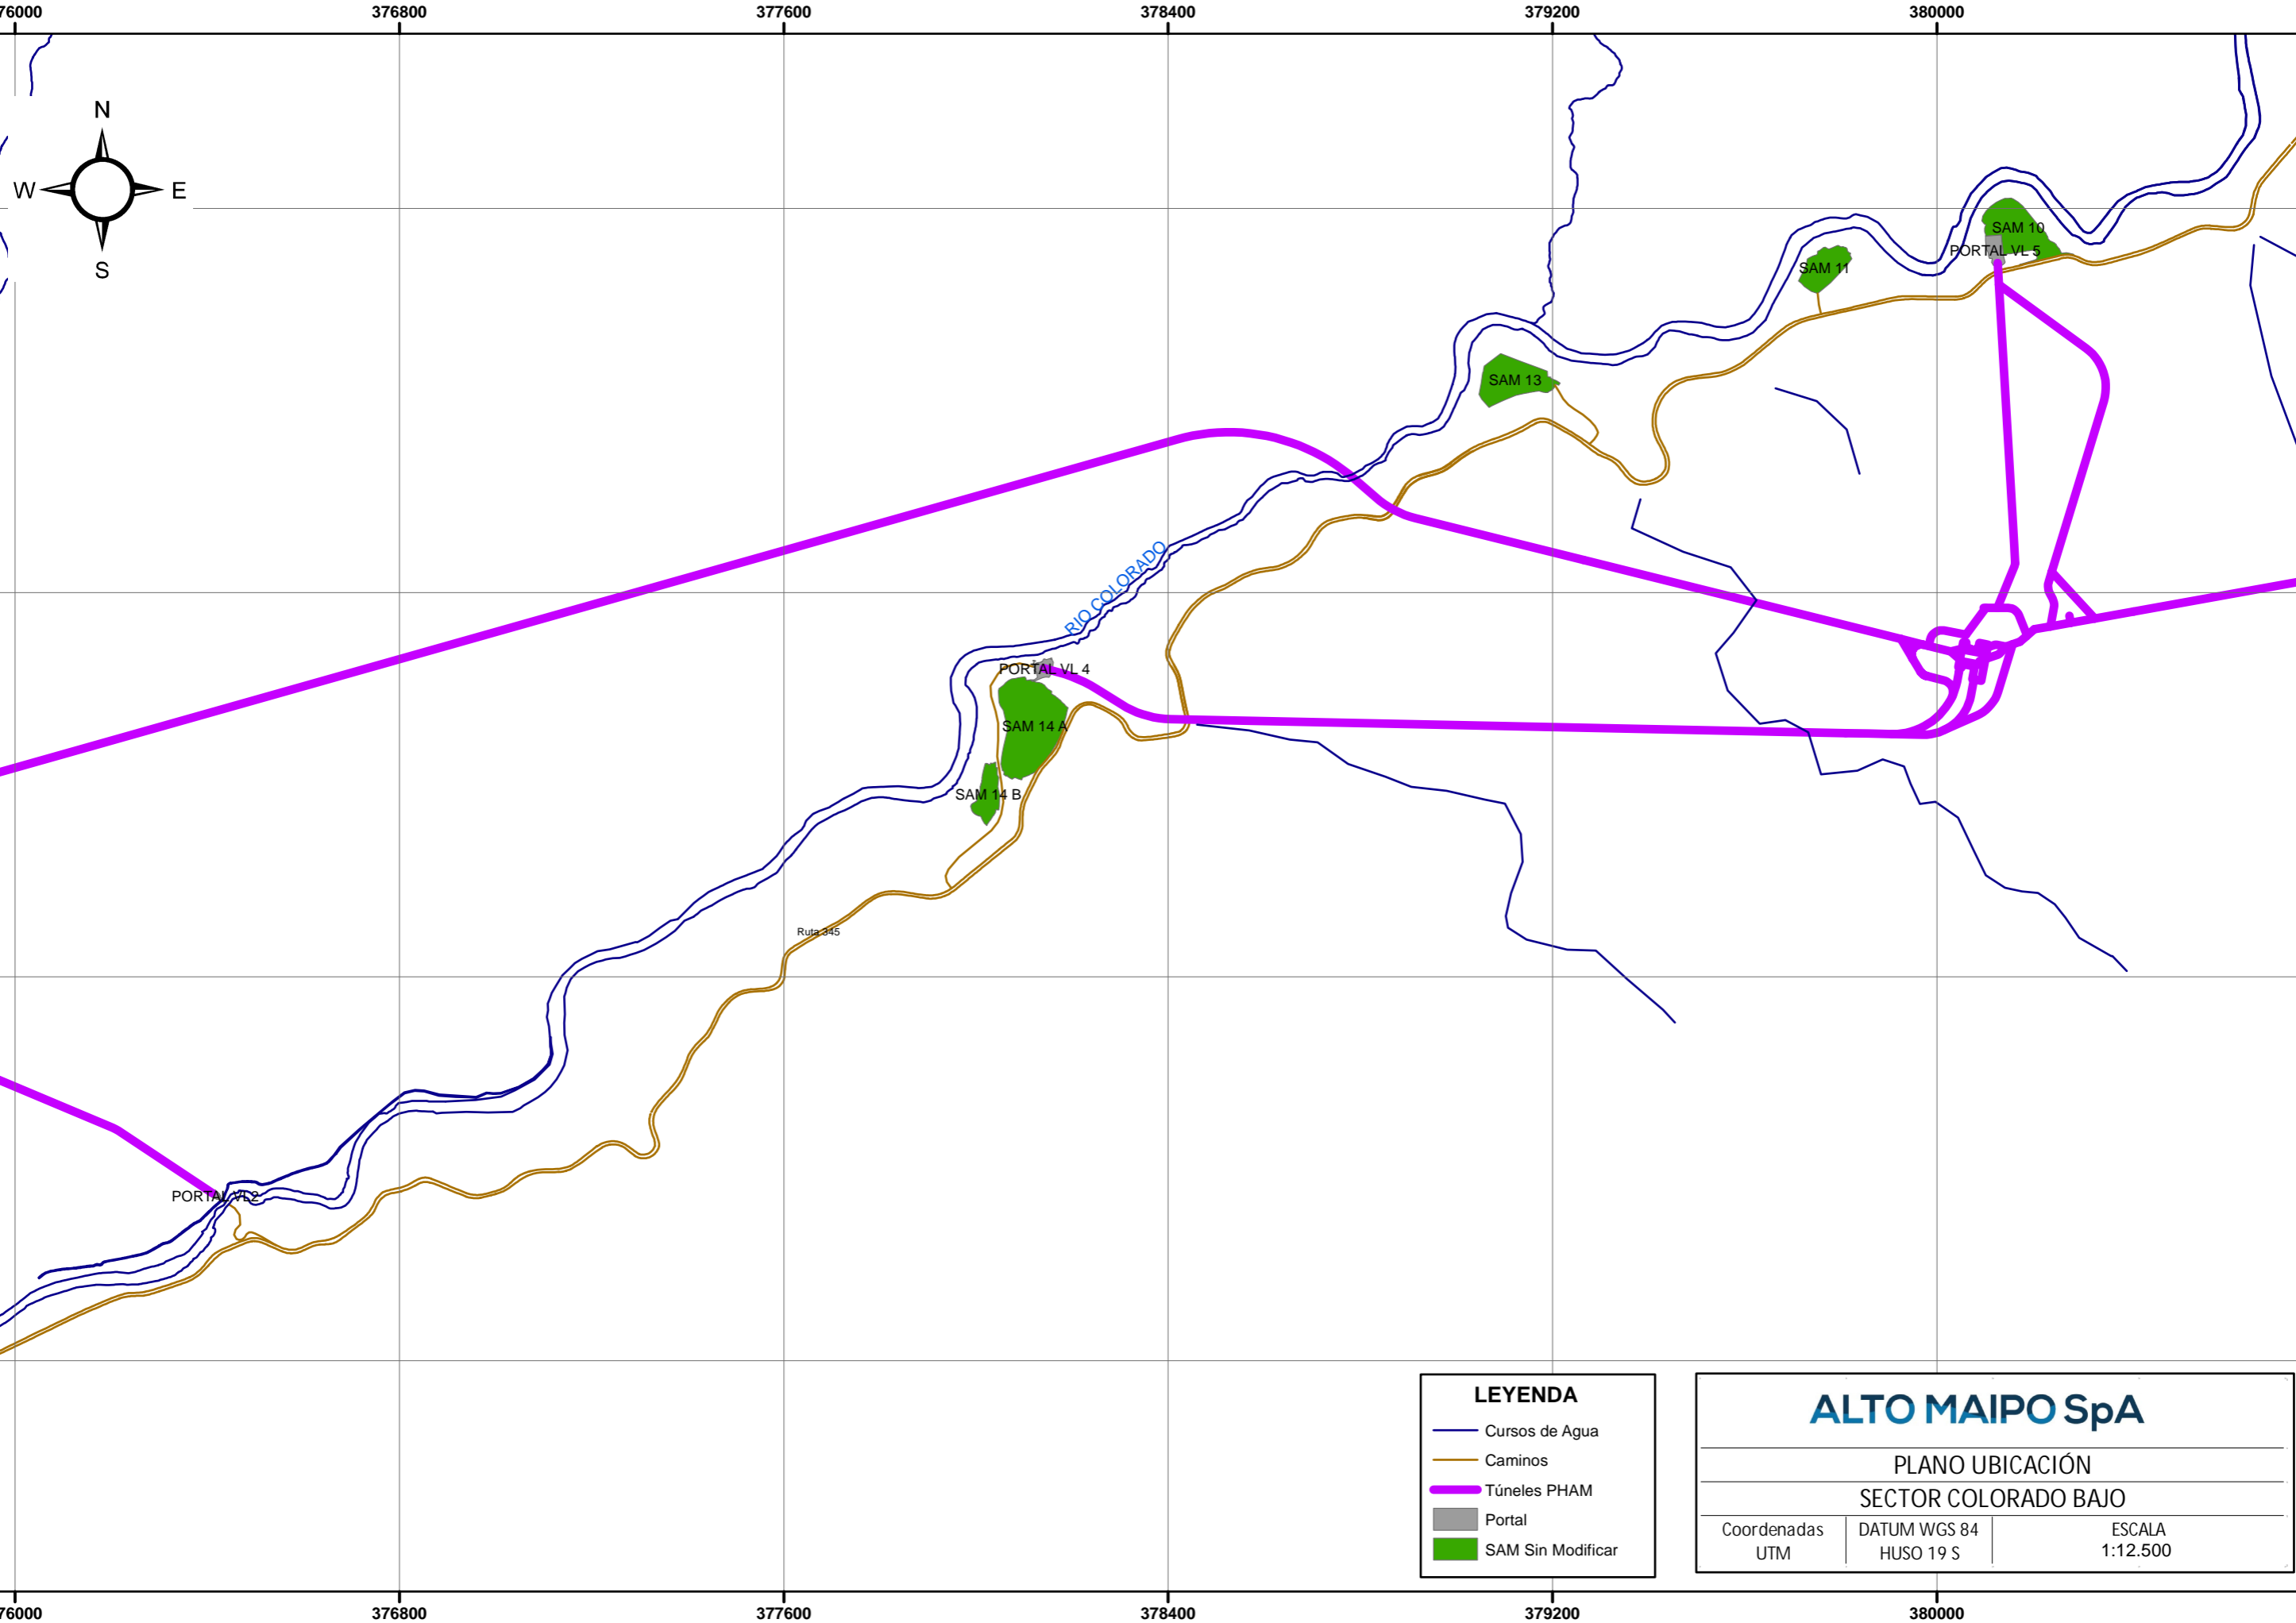 76000 376800 377600 378400 379200 380000
N
W E
S
SAM 10
PORTAL VL 5
SAM 11
SAM 13
RIO COLORADO
PORTAL VL 4
SAM 14 A
SAM 14 B
Ruta 345
PORTAL VL2
LEYENDA
Cursos de Agua
Caminos
Túneles PHAM
Portal
SAM Sin Modificar
ALTO MAIPO SpA
PLANO UBICACIÓN
SECTOR COLORADO BAJO
Coordenadas
UTM
DATUM WGS 84
HUSO 19 S
ESCALA
1:12.500
76000 376800 377600 378400 379200 380000